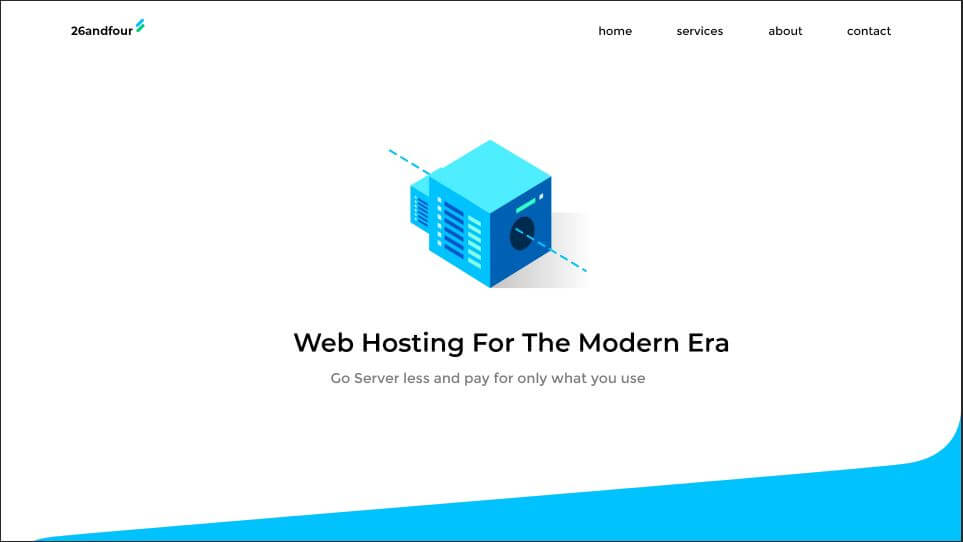 26andfour
home services about contact
Web Hosting For The Modern Era
Go Server less and pay for only what you use